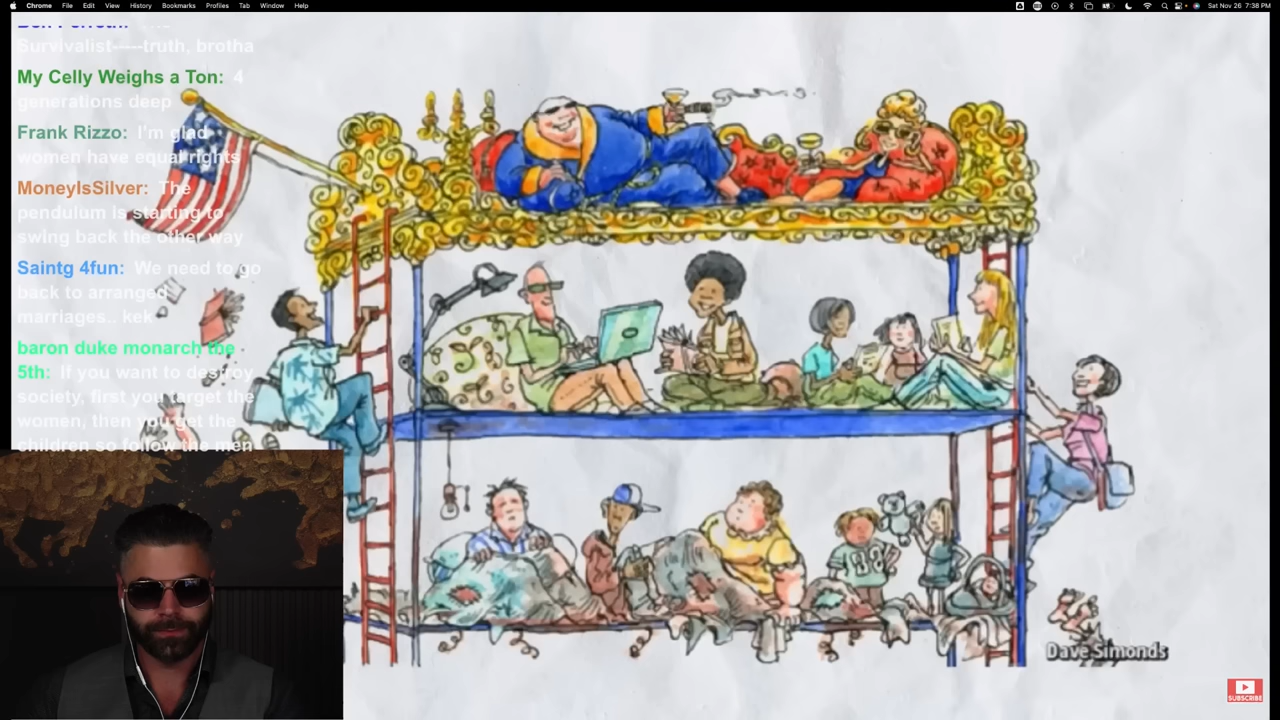 Chrome File Edit View History Bookmarks Profiles Tab Window Help
Sat Nov 26 7:38 PM
Survivalist-----truth, brotha
My Celly Weighs a Ton: 4
generations deep
Frank Rizzo: I'm glad
women have equal rights
MoneyIsSilver: The
pendulum is starting to
swing back the other way
Saintg 4fun: We need to go
back to arranged
marriages.. kek
baron duke monarch the
5th: If you want to destroy
society, first you target the
women, then you get the
children so follow the men
Dave Simonds
SUBSCRIBE